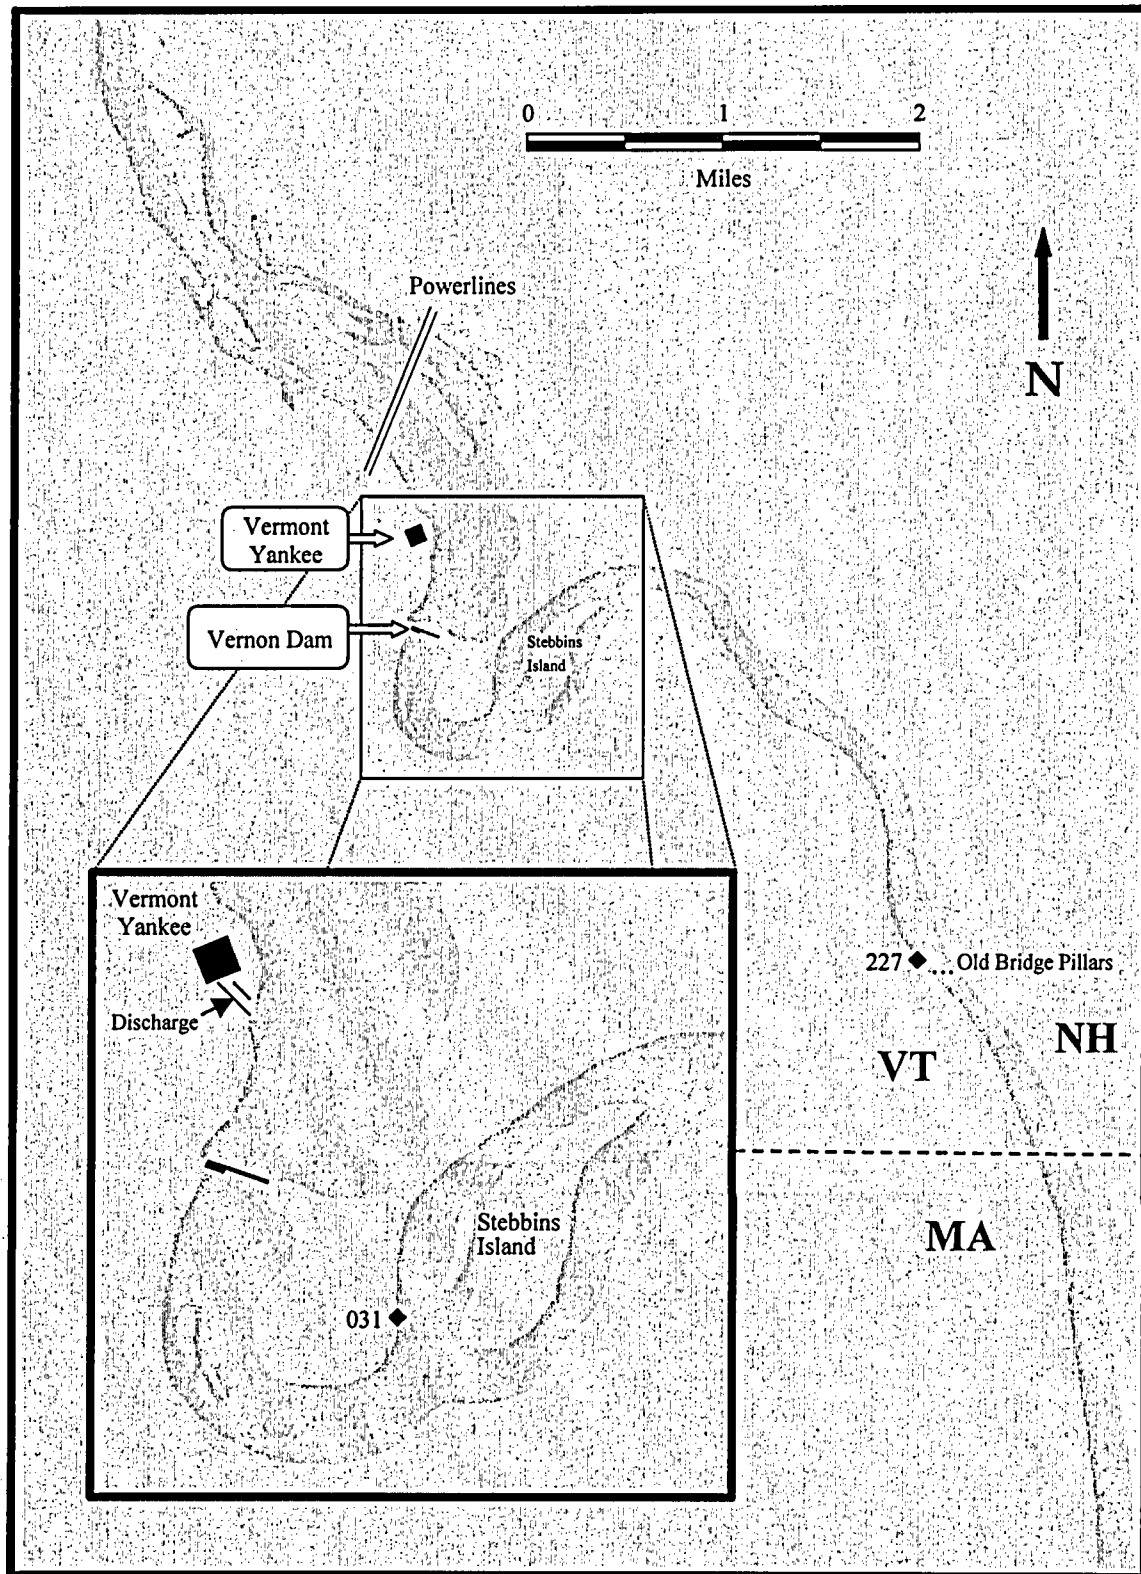 0 1 2
Miles
N
Powerlines
Vermont
Yankee
Vernon Dam
Stebbins
Island
Vermont
Yankee
Discharge
Stebbins
Island
031
227
Old Bridge Pillars
VT
NH
MA